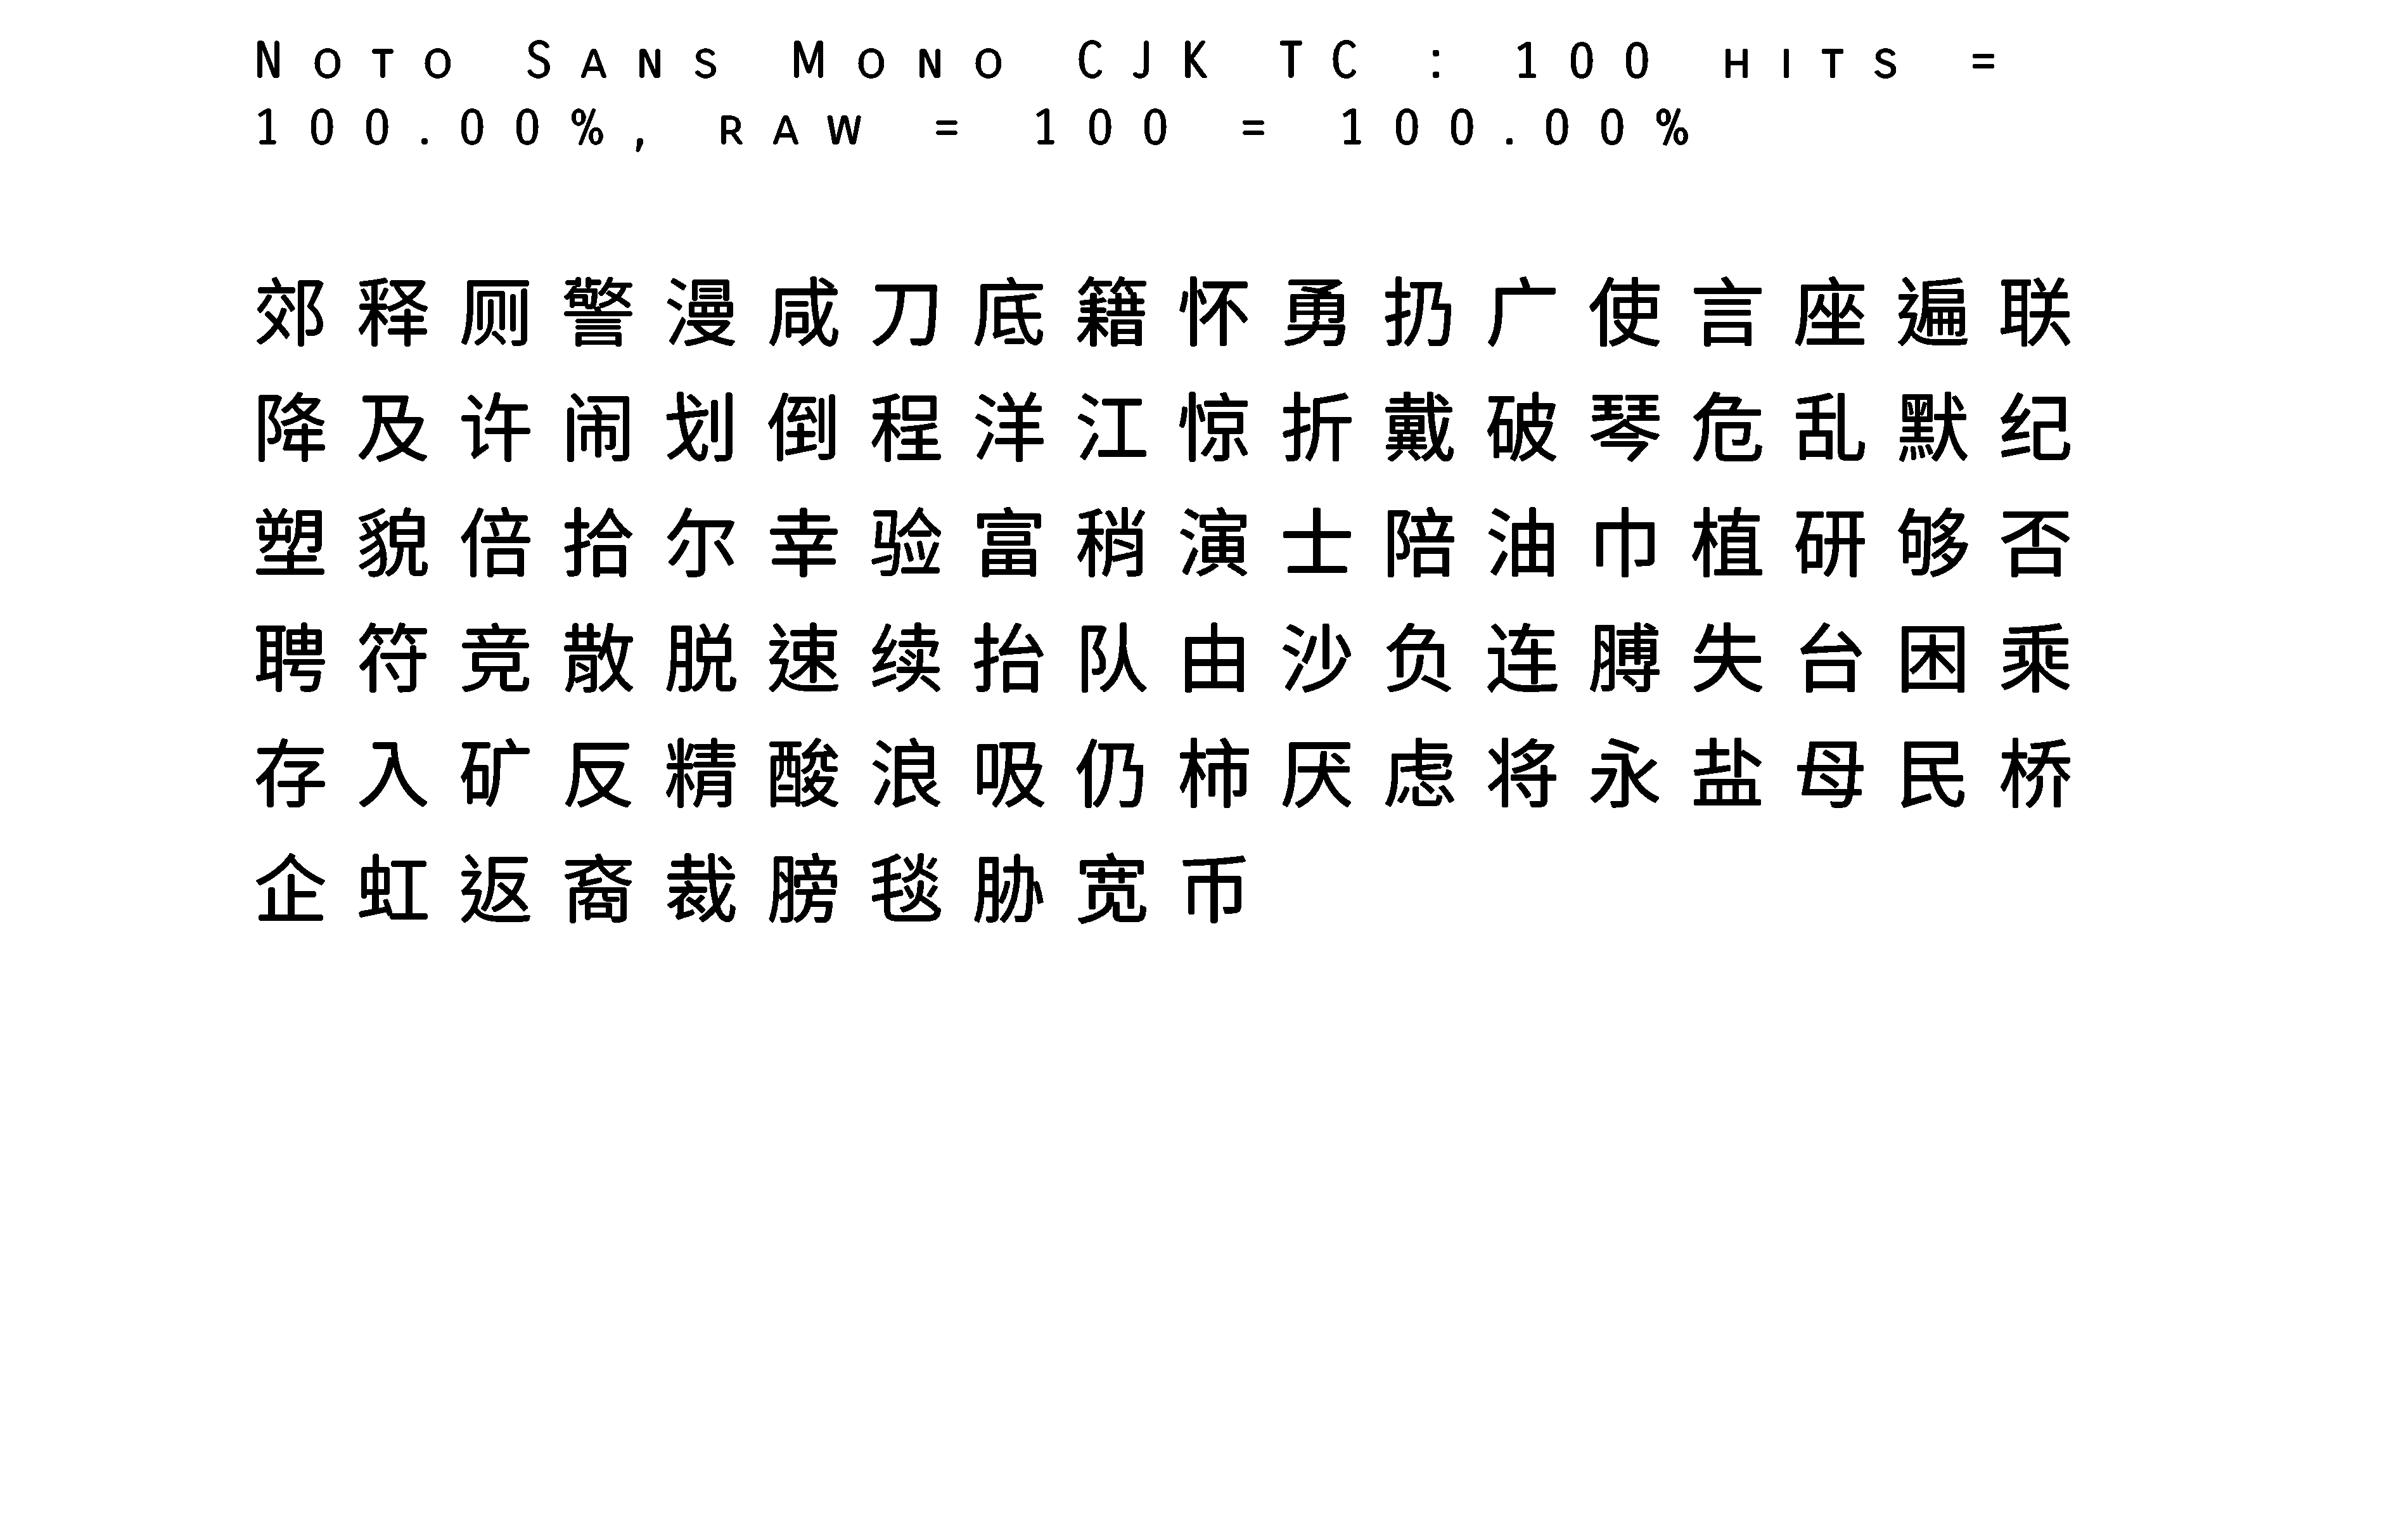 Noto Sans Mono CJK TC : 100 hits =
100.00%, raw = 100 = 100.00%
郊释厕警漫咸刀底籍怀勇扔广使言座遍联
降及许闹划倒程洋江惊折戴破琴危乱默纪
塑貌倍拾尔幸验富稍演士陪油巾植研够否
聘符竞散脱速续抬队由沙负连膊失台困乘
存入矿反精酸浪吸仍柿厌虑将永盐母民桥
企虹返裔裁膀毯胁宽币